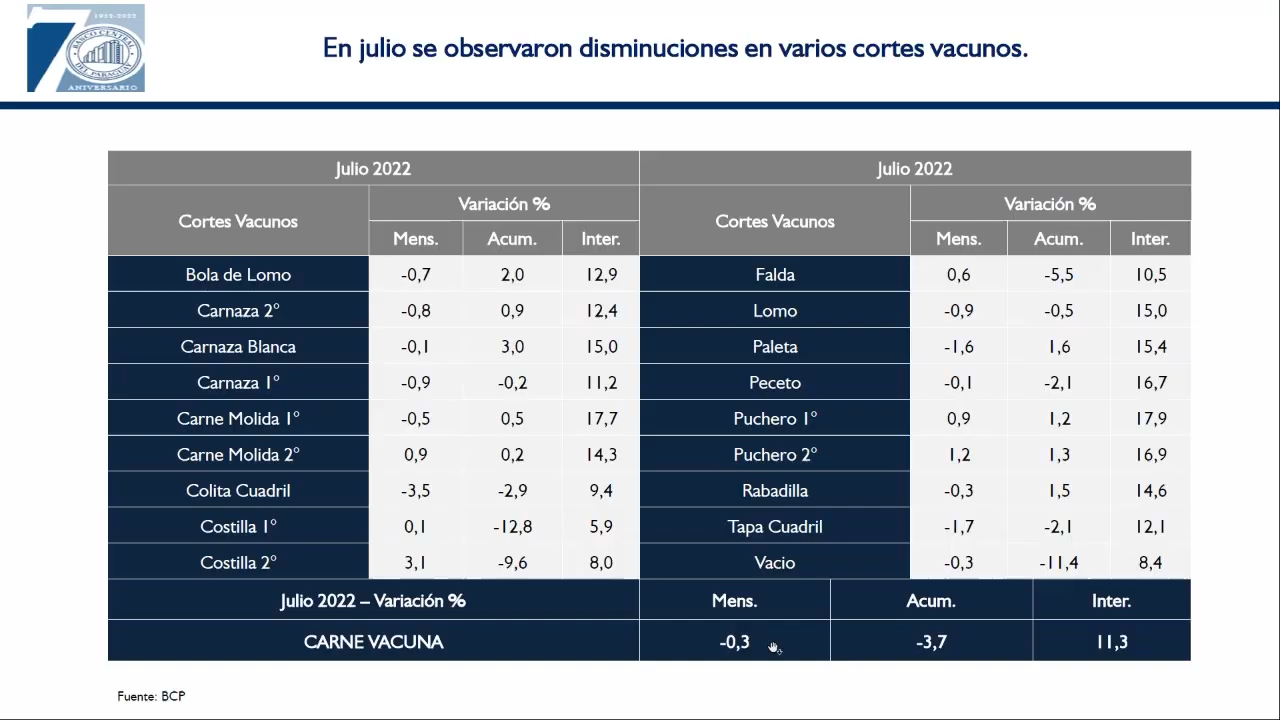 1952-2022
BANCO CENTRAL
DEL PARAGUAY
ANIVERSARIO
En julio se observaron disminuciones en varios cortes vacunos.
Julio 2022 Julio 2022
Cortes Vacunos Variación % Cortes Vacunos Variación %
Mens. Acum. Inter. Mens. Acum. Inter.
Bola de Lomo -0,7 2,0 12,9 Falda 0,6 -5,5 10,5
Carnaza 2° -0,8 0,9 12,4 Lomo -0,9 -0,5 15,0
Carnaza Blanca -0,1 3,0 15,0 Paleta -1,6 1,6 15,4
Carnaza 1° -0,9 -0,2 11,2 Peceto -0,1 -2,1 16,7
Carne Molida 1° -0,5 0,5 17,7 Puchero 1° 0,9 1,2 17,9
Carne Molida 2° 0,9 0,2 14,3 Puchero 2° 1,2 1,3 16,9
Colita Cuadril -3,5 -2,9 9,4 Rabadilla -0,3 1,5 14,6
Costilla 1° 0,1 -12,8 5,9 Tapa Cuadril -1,7 -2,1 12,1
Costilla 2° 3,1 -9,6 8,0 Vacio -0,3 -11,4 8,4
Julio 2022 – Variación % Mens. Acum. Inter.
CARNE VACUNA -0,3 -3,7 11,3
Fuente: BCP